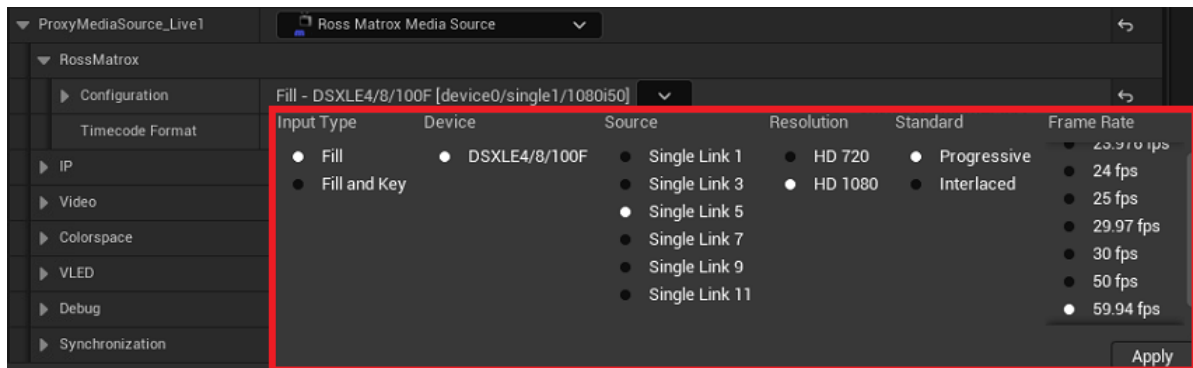 ProxyMediaSource_Live1
Ross Matrox Media Source
RossMatrox
Configuration
Fill - DSXLE4/8/100F [device0/single1/1080i50]
Timecode Format
IP
Video
Colorspace
VLED
Debug
Synchronization
Input Type
Fill
Fill and Key
Device
DSXLE4/8/100F
Source
Single Link 1
Single Link 3
Single Link 5
Single Link 7
Single Link 9
Single Link 11
Resolution
HD 720
HD 1080
Standard
Progressive
Interlaced
Frame Rate
23.976 fps
24 fps
25 fps
29.97 fps
30 fps
50 fps
59.94 fps
Apply